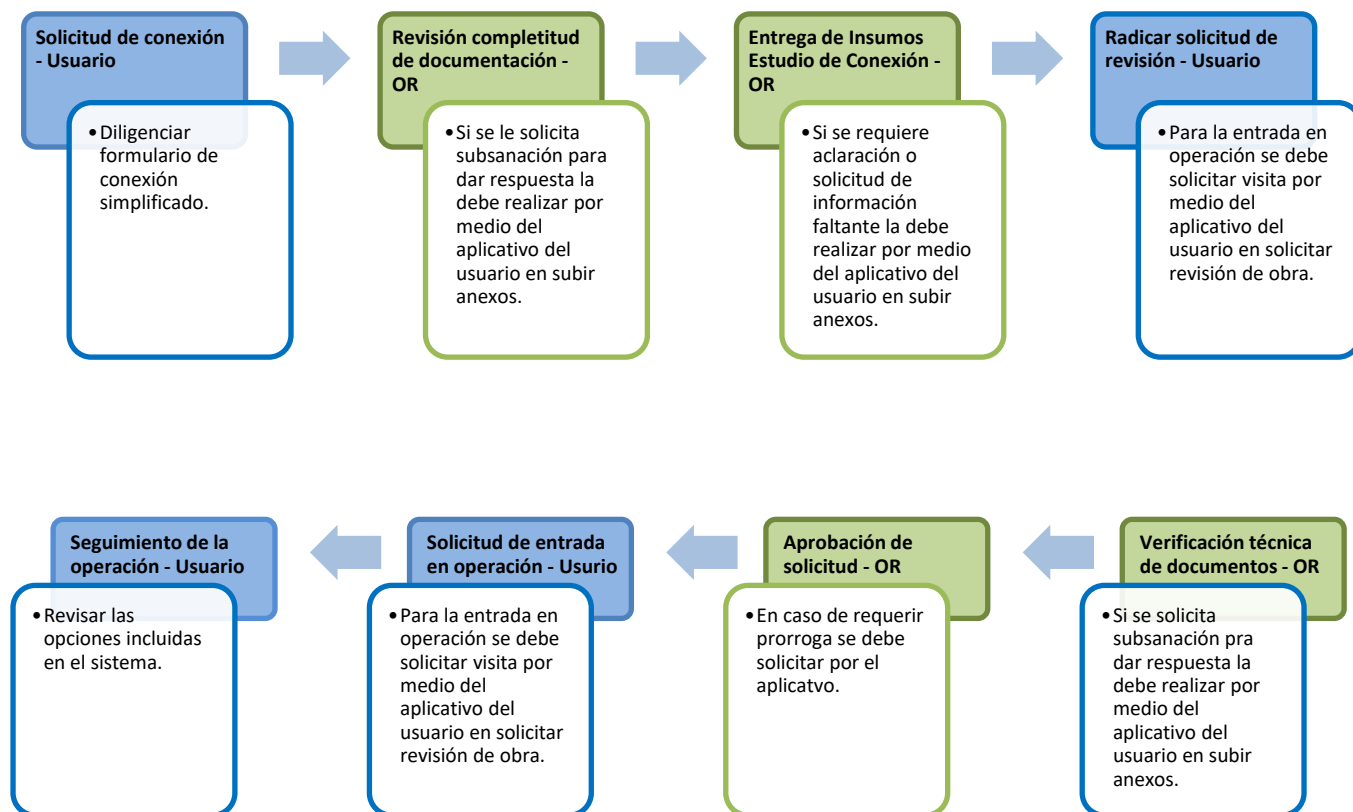 Solicitud de conexión
- Usuario
•Diligenciar
formulario de
conexión
simplificado.
Revisión completitud
de documentación -
OR
•Si se le solicita
subsanación para
dar respuesta la
debe realizar por
medio del
aplicativo del
usuario en subir
anexos.
Entrega de Insumos
Estudio de Conexión -
OR
•Si se requiere
aclaración o
solicitud de
información
faltante la debe
realizar por medio
del aplicativo del
usuario en subir
anexos.
Radicar solicitud de
revisión - Usuario
•Para la entrada en
operación se debe
solicitar visita por
medio del
aplicativo del
usuario en solicitar
revisión de obra.
Seguimiento de la
operación - Usuario
•Revisar las
opciones incluidas
en el sistema.
Solicitud de entrada
en operación - Usurio
•Para la entrada en
operación se debe
solicitar visita por
medio del
aplicativo del
usuario en solicitar
revisión de obra.
Aprobación de
solicitud - OR
•En caso de requerir
prorroga se debe
solicitar por el
aplicatvo.
Verificación técnica
de documentos - OR
•Si se solicita
subsanación pra
dar respuesta la
debe realizar por
medio del
aplicativo del
usuario en subir
anexos.